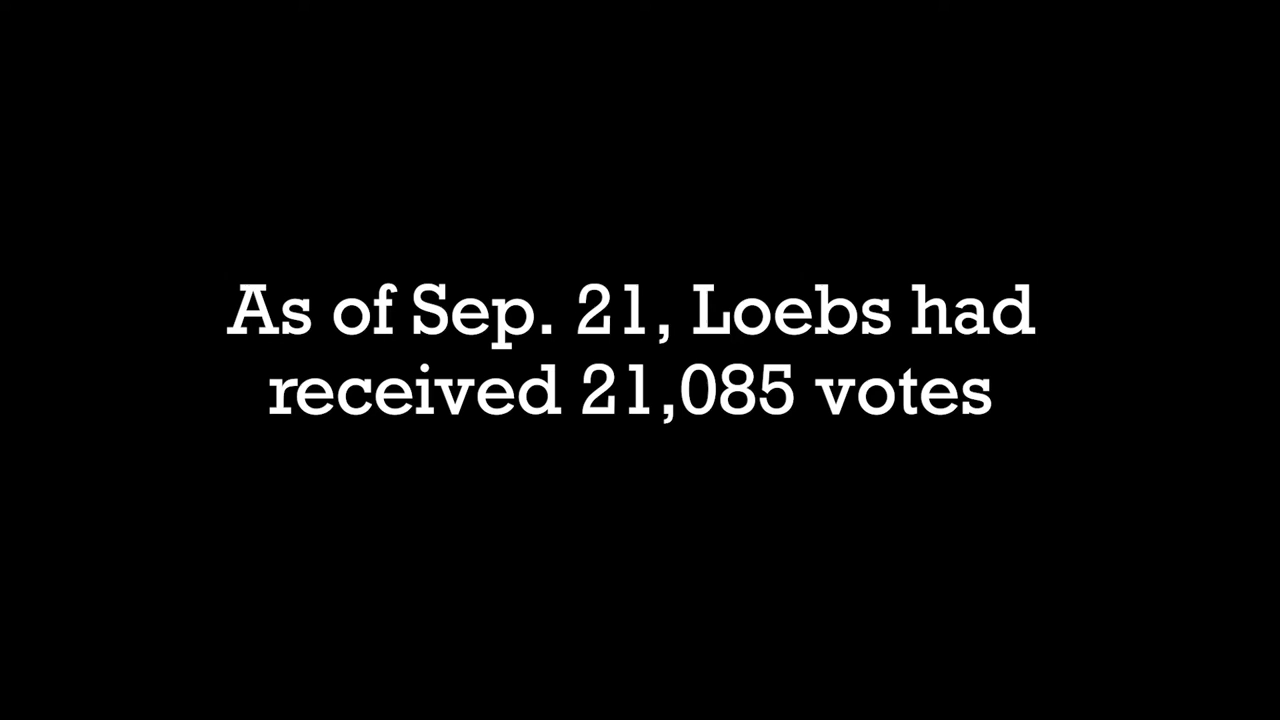 As of Sep. 21, Loebs had
received 21,085 votes